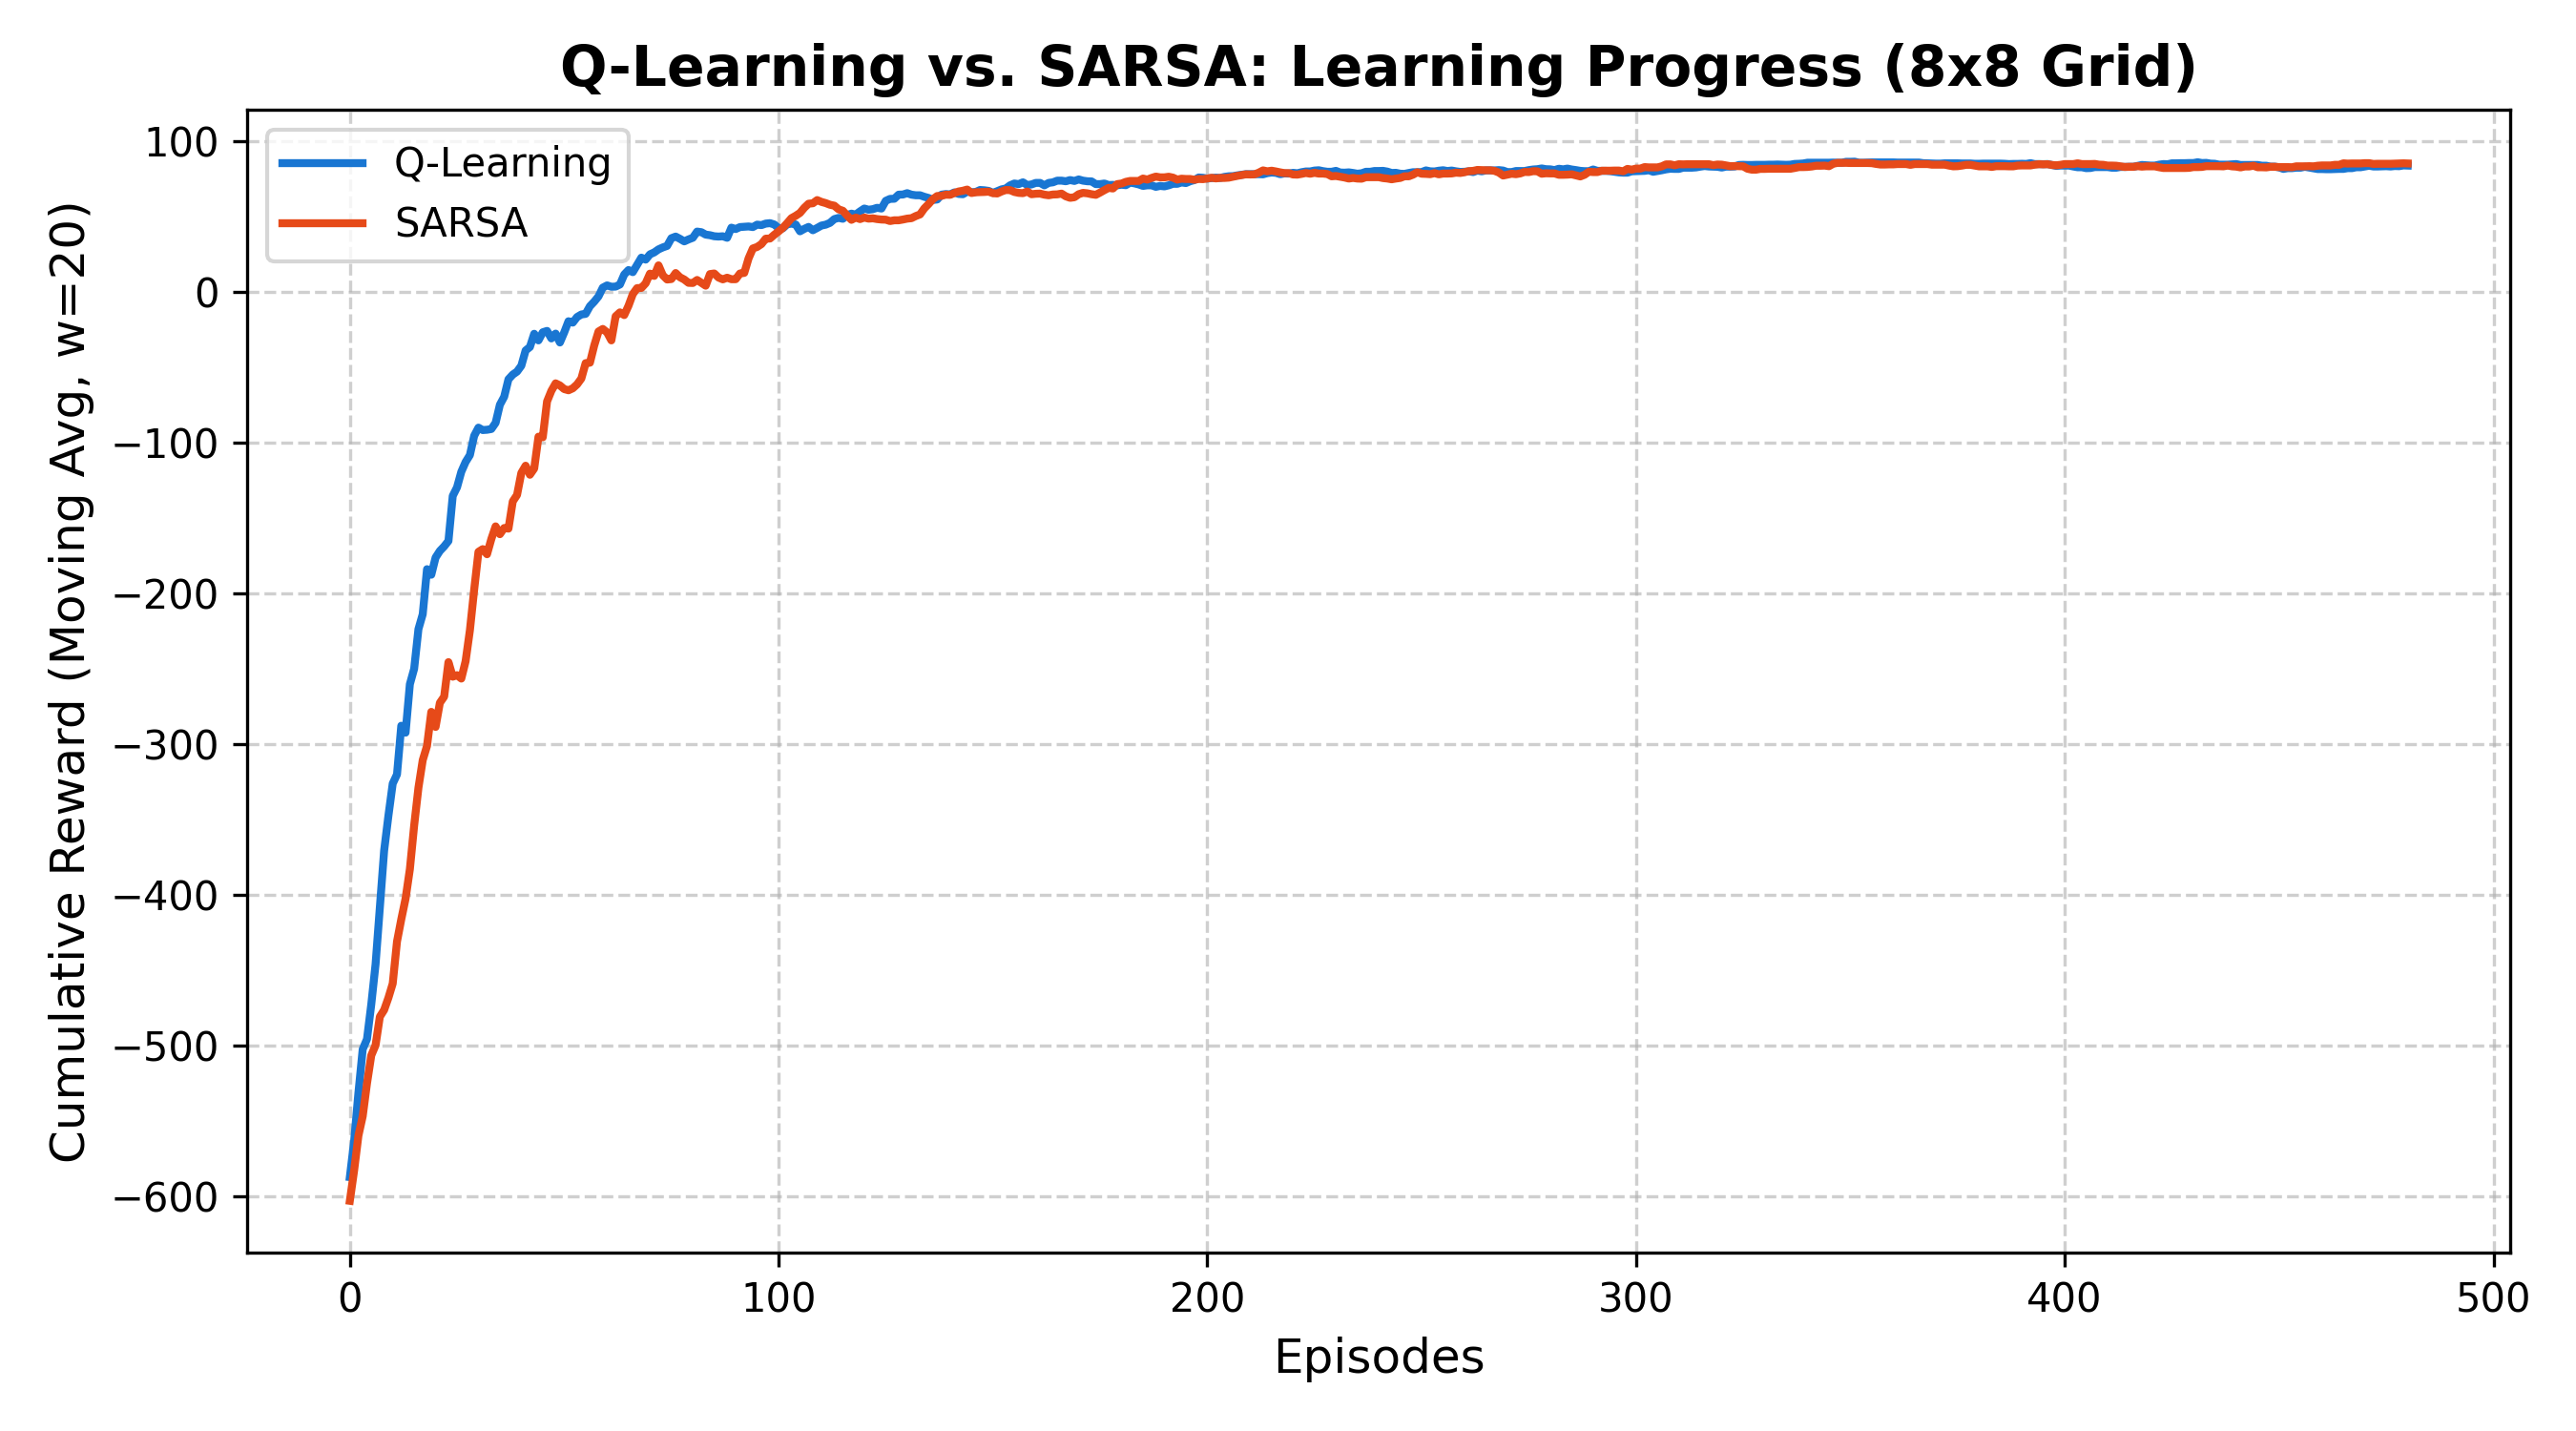 Q-Learning vs. SARSA: Learning Progress (8x8 Grid)
Q-Learning
SARSA
Cumulative Reward (Moving Avg, w=20)
100
0
−100
−200
−300
−400
−500
−600
0
100
200
300
400
500
Episodes